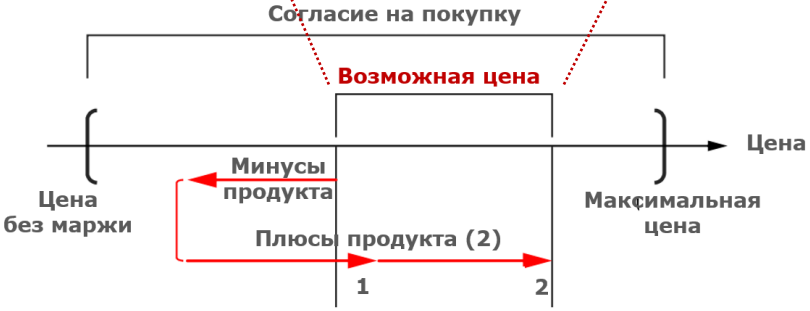 Согласие на покупку
Возможная цена
Цена
Минусы
продукта
Цена
без маржи
Максимальная
цена
Плюсы продукта (2)
1
2